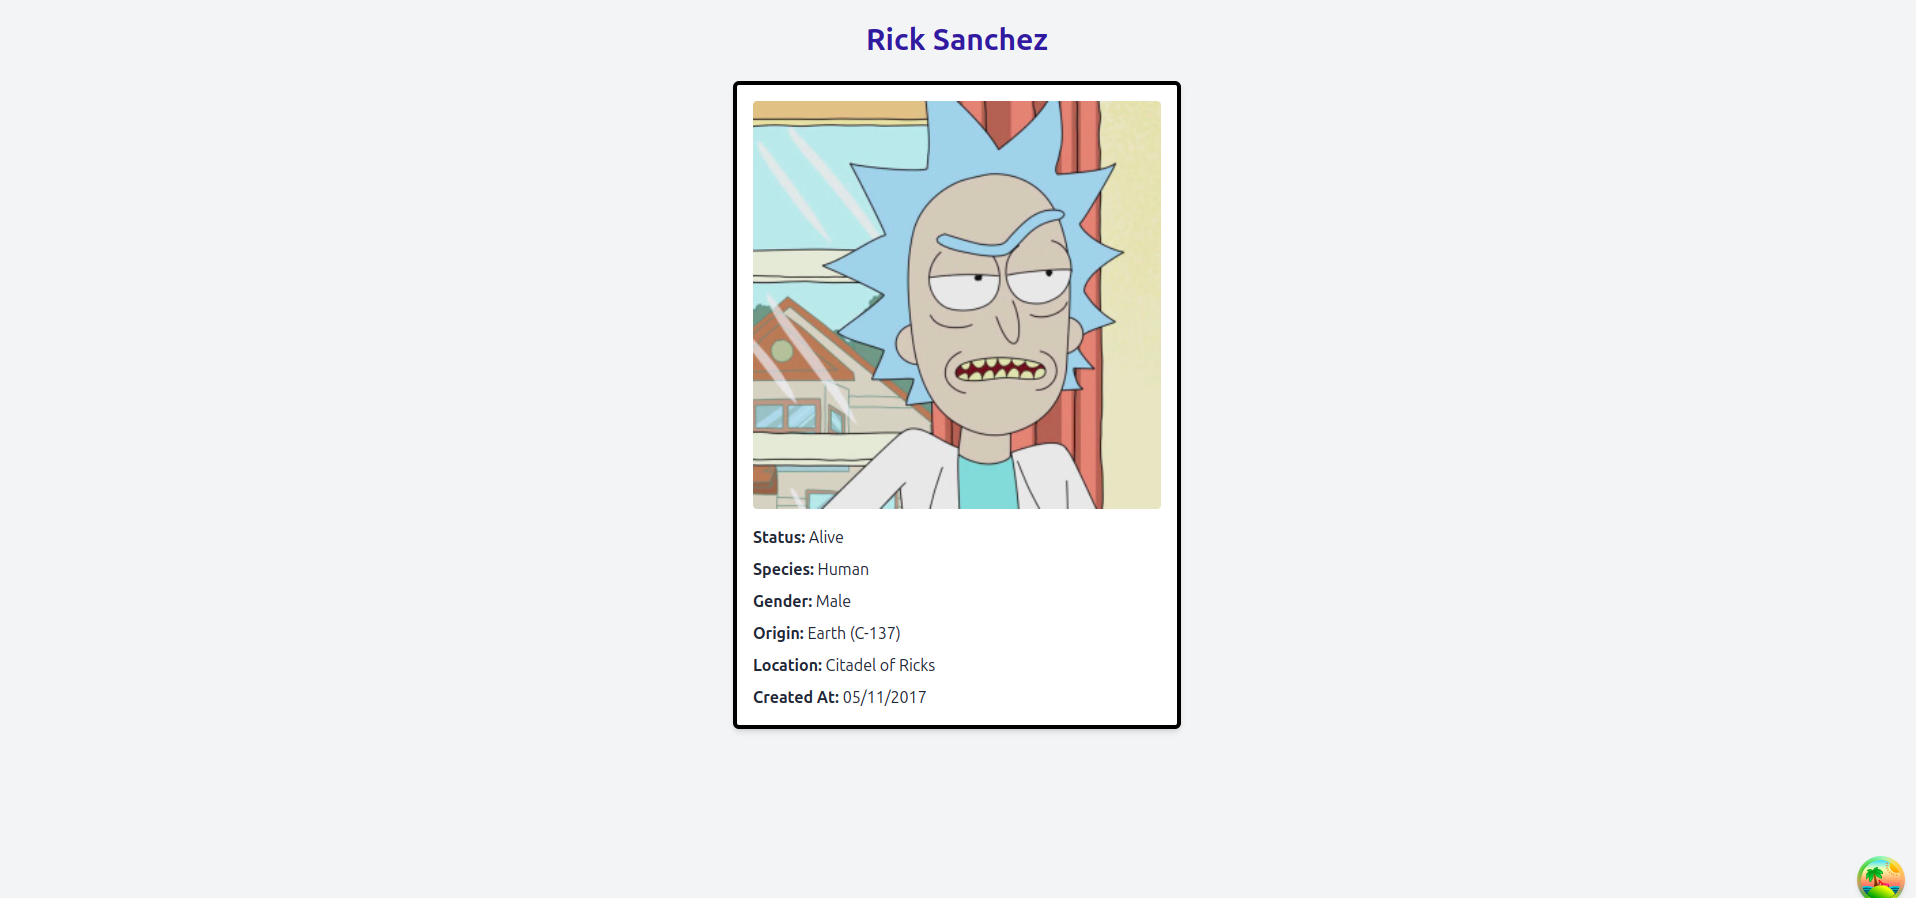 Rick Sanchez
Status: Alive
Species: Human
Gender: Male
Origin: Earth (C-137)
Location: Citadel of Ricks
Created At: 05/11/2017